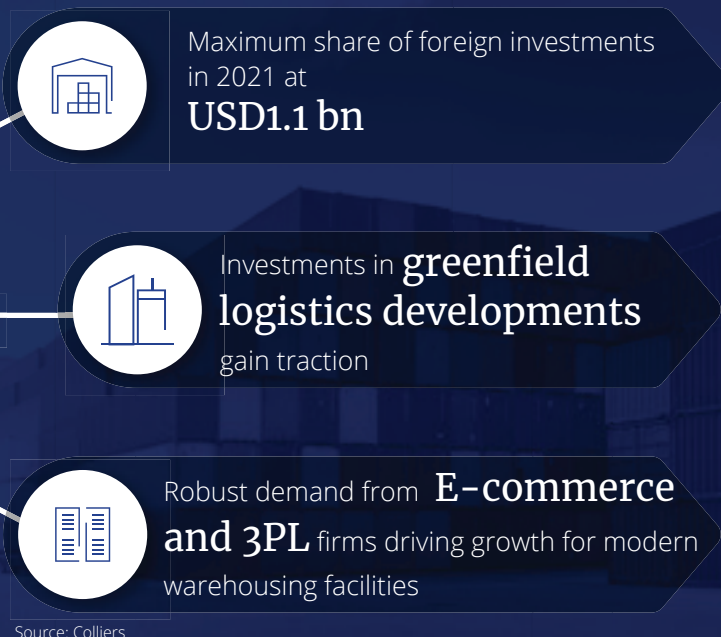 Maximum share of foreign investments
in 2021 at
USD1.1 bn
Investments in greenfield
logistics developments
gain traction
Robust demand from E-commerce
and 3PL firms driving growth for modern
warehousing facilities
Source: Colliers